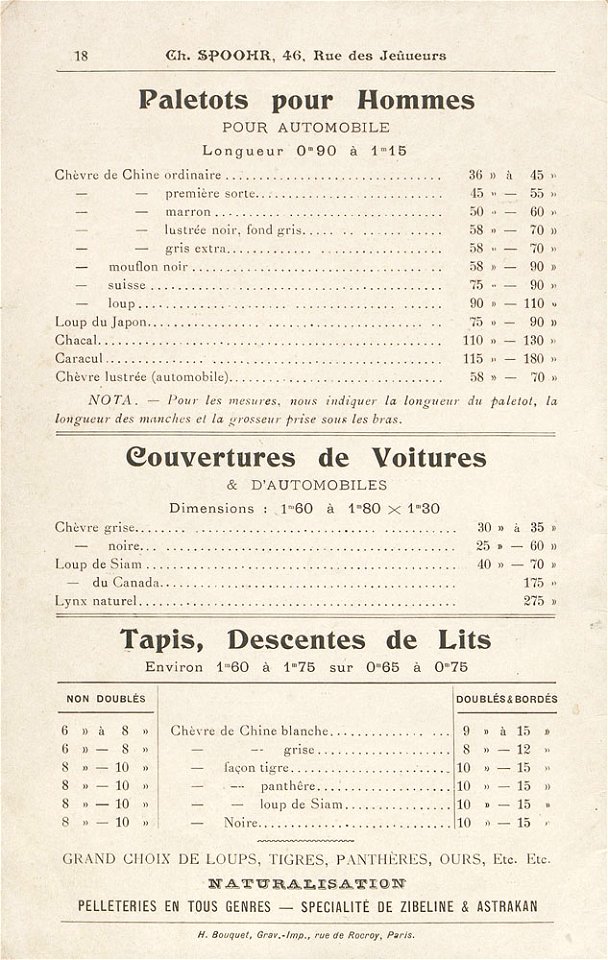 18 Ch. SPOOHR, 46, Rue des Jeûueurs
Paletots pour Hommes
POUR AUTOMOBILE
Longueur 0m90 à 1m15
Chèvre de Chine ordinaire ........ 36 » à 45 »
— — première sorte........ 45 » — 55 »
— — marron ........ 50 » — 60 »
— — lustrée noir, fond gris........ 58 » — 70 »
— — gris extra........ 58 » — 70 »
— mouflon noir ........ 58 » — 90 »
— suisse ........ 75 » — 90 »
— loup ........ 90 » — 110 »
Loup du Japon........ 75 » — 90 »
Chacal........ 110 » — 130 »
Caracul........ 115 » — 180 »
Chèvre lustrée (automobile)........ 58 » — 70 »
NOTA. — Pour les mesures, nous indiquer la longueur du paletot, la
longueur des manches et la grosseur prise sous les bras.
Couvertures de Voitures
& D'AUTOMOBILES
Dimensions : 1m60 à 1m80 × 1m30
Chèvre grise........ 30 » à 35 »
— noire........ 25 » — 60 »
Loup de Siam ........ 40 » — 70 »
— du Canada........ 175 »
Lynx naturel........ 275 »
Tapis, Descentes de Lits
Environ 1m60 à 1m75 sur 0m65 à 0m75
NON DOUBLÉS DOUBLÉS & BORDÉS
6 » à 8 » Chèvre de Chine blanche........ 9 » à 15 »
6 » — 8 » — — grise........ 8 » — 12 »
8 » — 10 » — façon tigre........ 10 » — 15 »
8 » — 10 » — — panthêre........ 10 » — 15 »
8 » — 10 » — — loup de Siam........ 10 » — 15 »
8 » — 10 » — Noire........ 10 » — 15 »
GRAND CHOIX DE LOUPS, TIGRES, PANTHÈRES, OURS, Etc. Etc.
NATURALISATION
PELLETERIES EN TOUS GENRES — SPECIALITÉ DE ZIBELINE & ASTRAKAN
H. Bouquet, Grav.-Imp., rue de Rocroy, Paris.